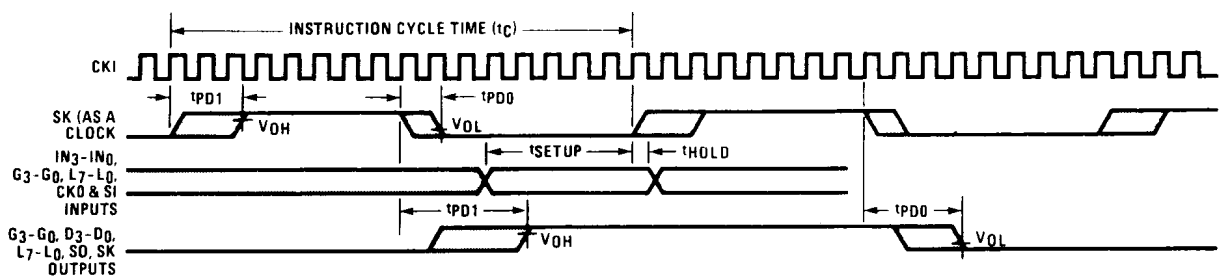 INSTRUCTION CYCLE TIME (tC)
CKI
tPD1
tPD0
SK (AS A
CLOCK
VOH
VOL
IN3-IN0,
G3-G0, L7-L0,
CKO & SI
INPUTS
tSETUP
tHOLD
tPD1
tPD0
G3-G0, D3-D0,
L7-L0, SO, SK
OUTPUTS
VOH
VOL